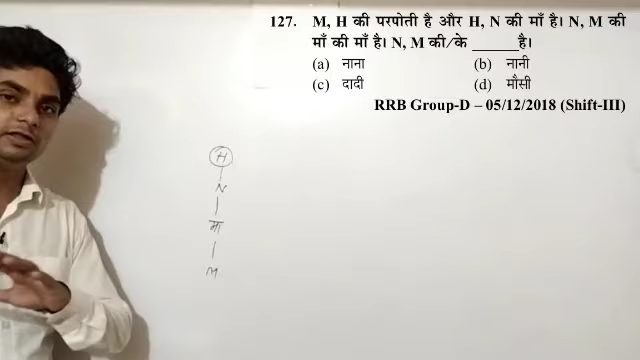 127. M, H की परपोती है और H, N की माँ है। N, M की
माँ की माँ है। N, M की/के ______है।
(a) नाना
(b) नानी
(c) दादी
(d) मौसी
RRB Group-D – 05/12/2018 (Shift-III)
H
N
मा
M